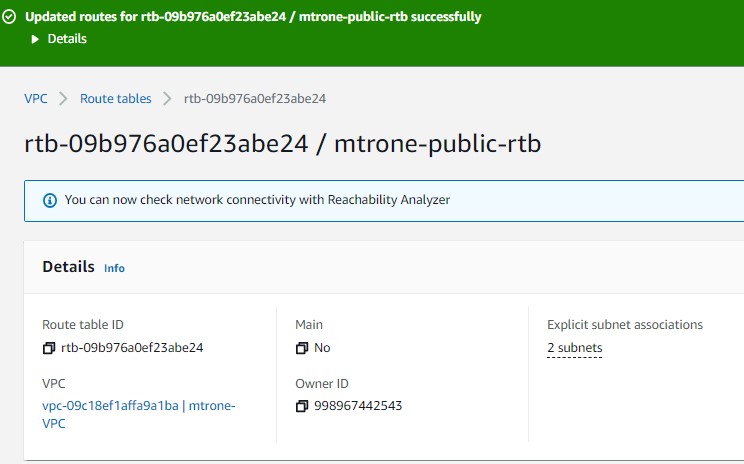 Updated routes for rtb-09b976a0ef23abe24 / mtrone-public-rtb successfully
Details
VPC
Route tables
rtb-09b976a0ef23abe24
rtb-09b976a0ef23abe24 / mtrone-public-rtb
You can now check network connectivity with Reachability Analyzer
Details Info
Route table ID
rtb-09b976a0ef23abe24
Main
No
Explicit subnet associations
2 subnets
VPC
vpc-09c18ef1affa9a1ba | mtrone-
VPC
Owner ID
998967442543